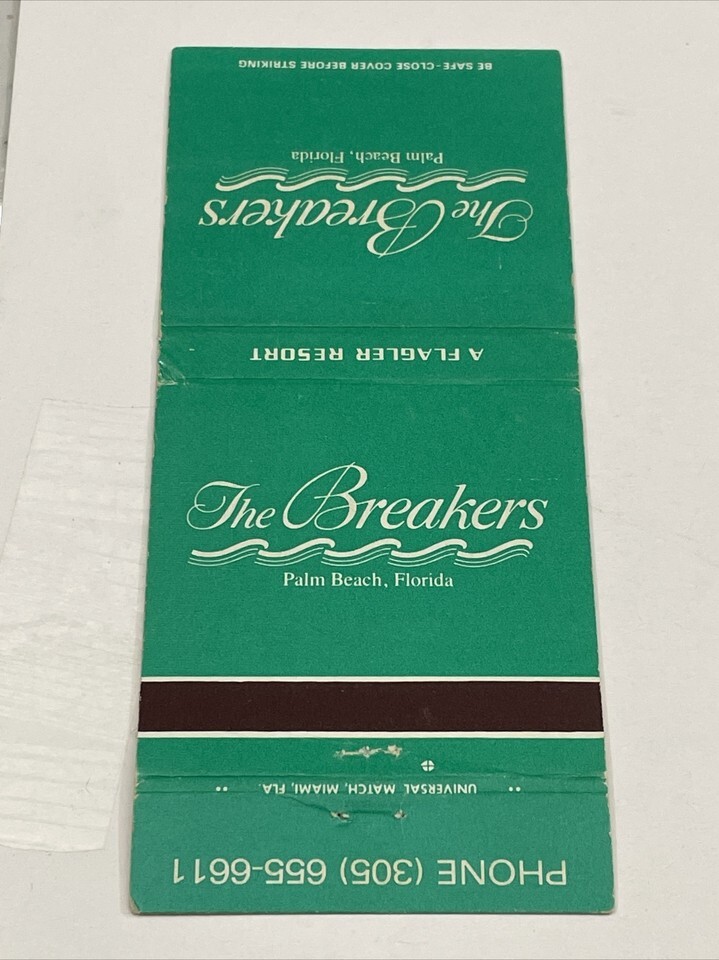 BE SAFE-CLOSE COVER BEFORE STRIKING
Palm Beach, Florida
The Breakers
A FLAGLER RESORT
The Breakers
Palm Beach, Florida
UNIVERSAL MATCH, MIAMI, FLA.
PHONE (305) 655-6611